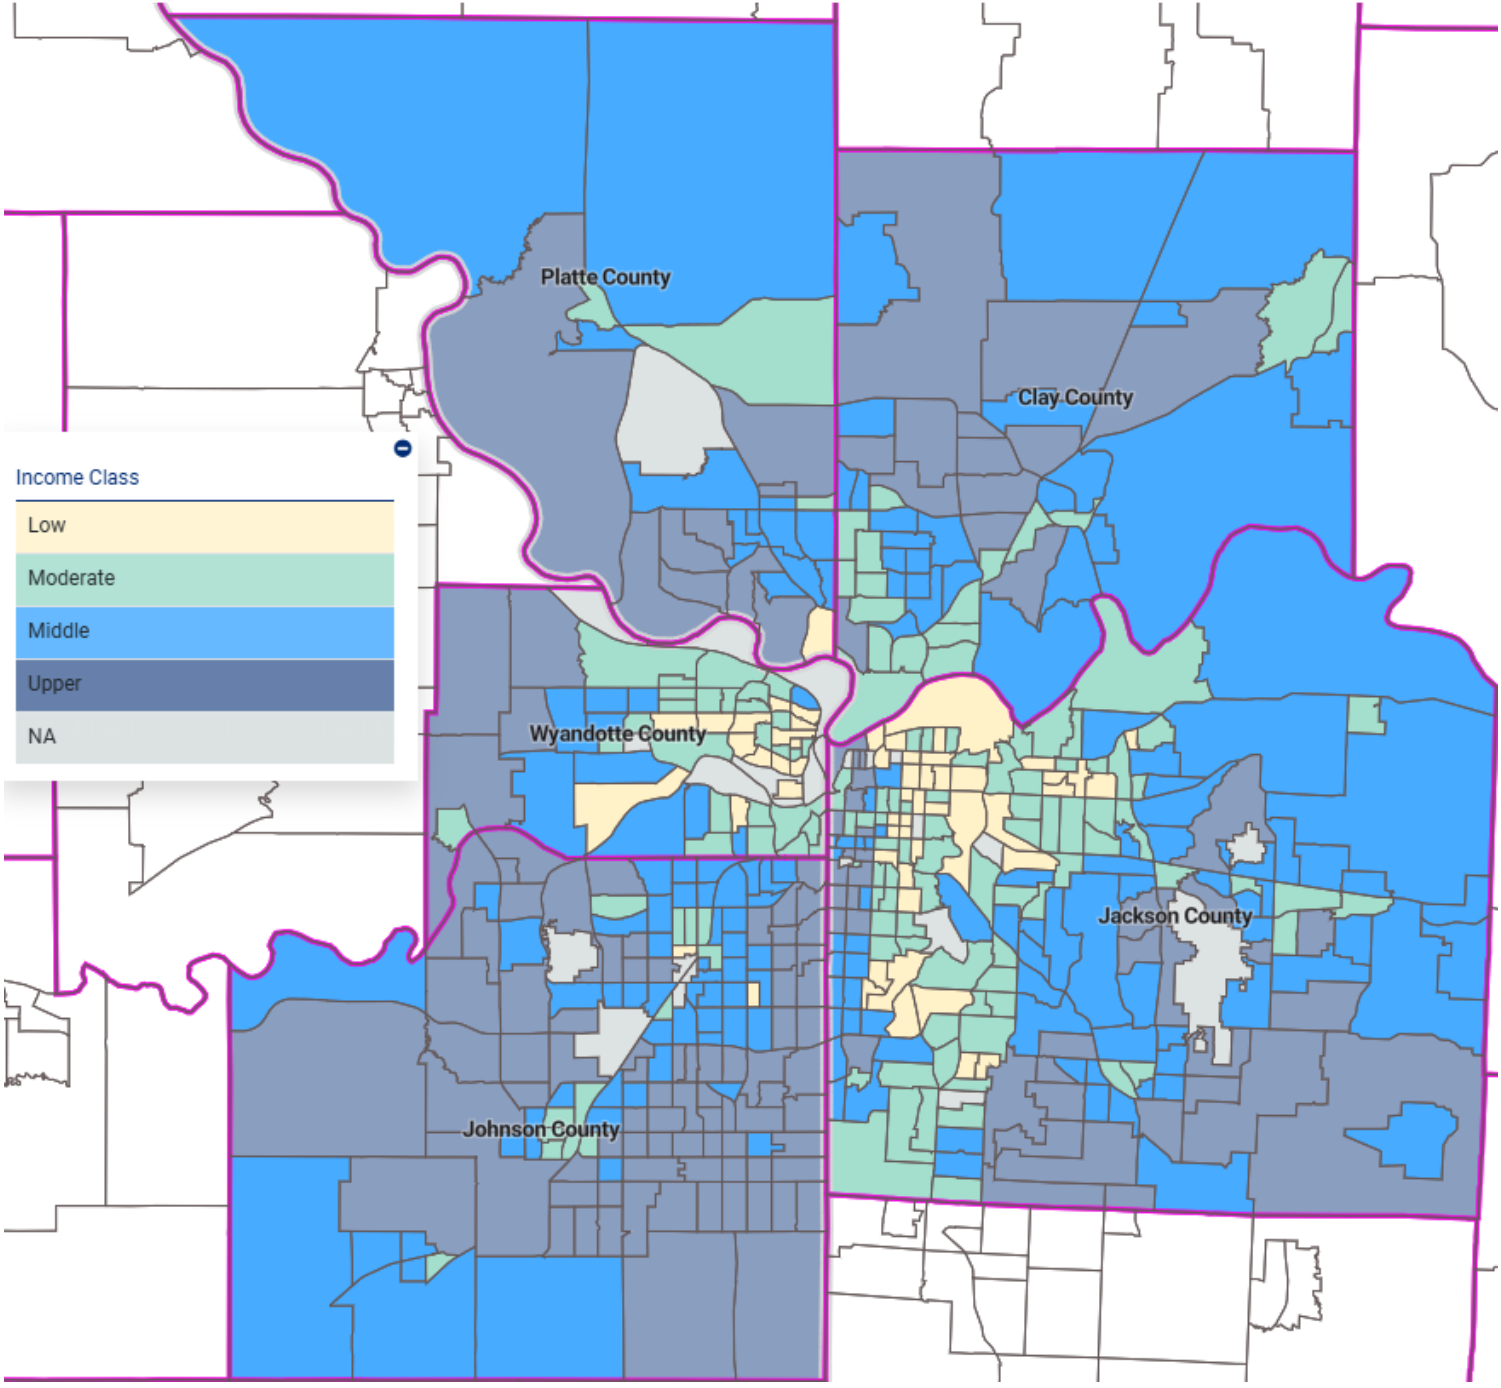 Platte County
Clay County
Income Class
Low
Moderate
Middle
Upper
NA
Wyandotte County
Jackson County
Johnson County